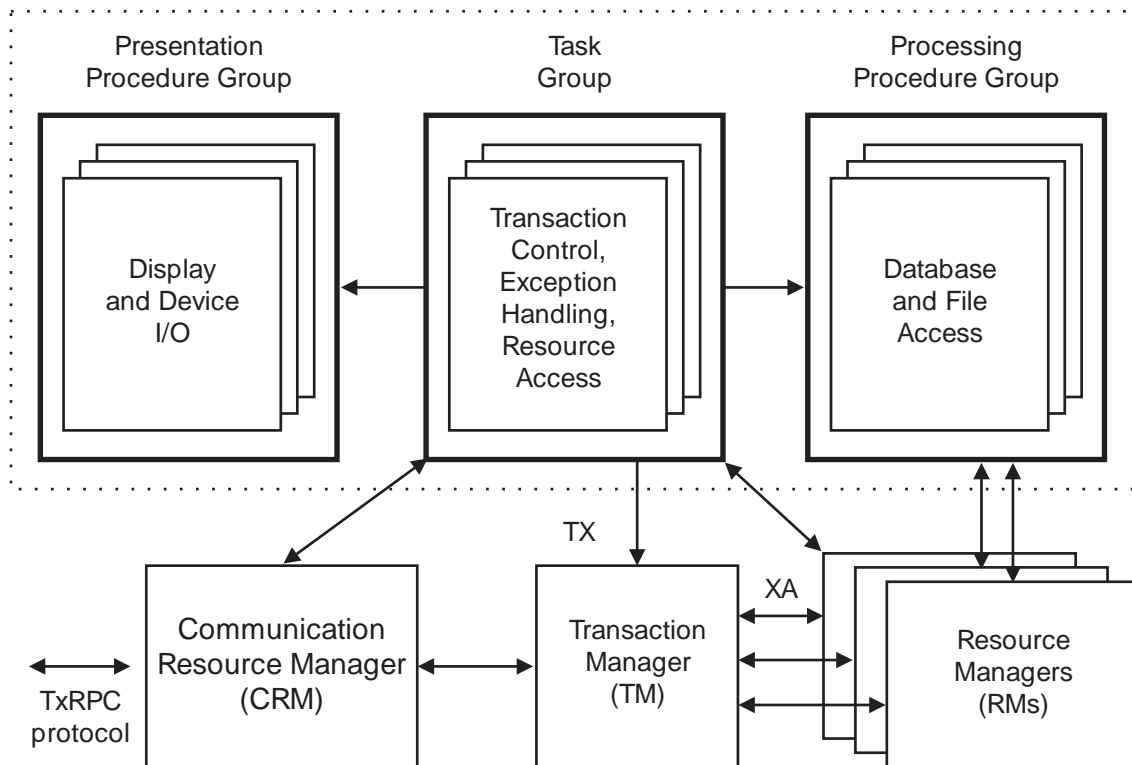 Presentation
Procedure Group
Task
Group
Processing
Procedure Group
Display
and Device
I/O
Transaction
Control,
Exception
Handling,
Resource
Access
Database
and File
Access
TX
XA
Communication
Resource Manager
(CRM)
Transaction
Manager
(TM)
Resource
Managers
(RMs)
TxRPC
protocol